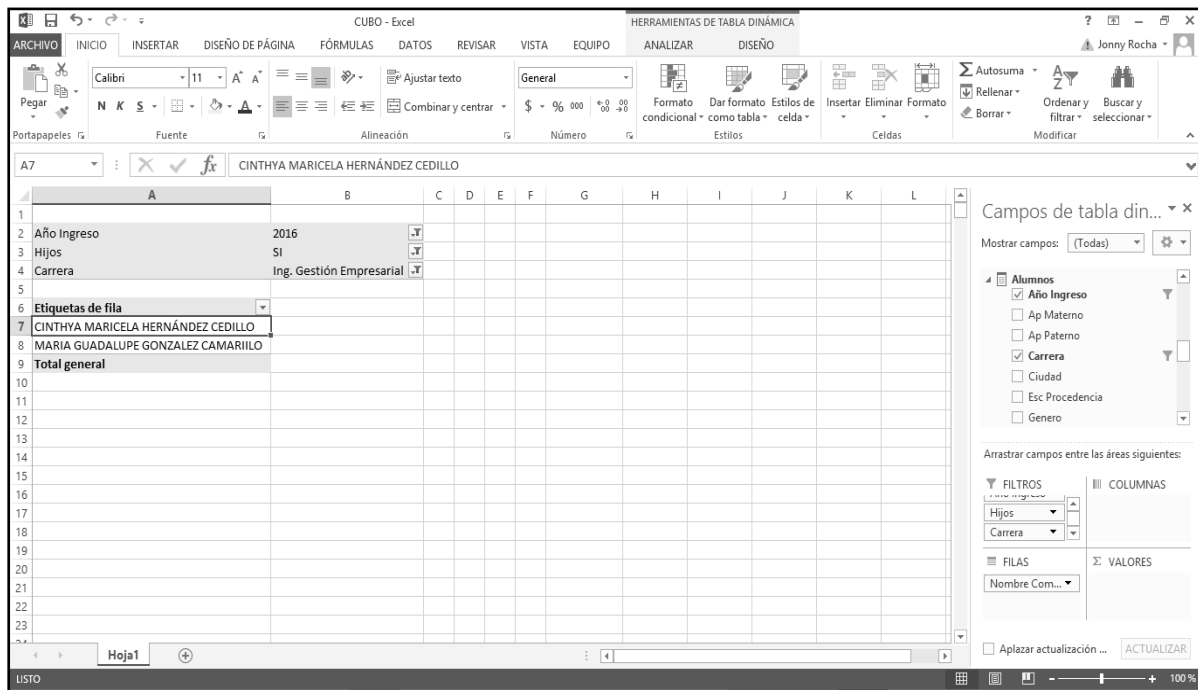 CUBO - Excel
HERRAMIENTAS DE TABLA DINÁMICA
?
ARCHIVO INICIO INSERTAR DISEÑO DE PÁGINA FÓRMULAS DATOS REVISAR VISTA EQUIPO ANALIZAR DISEÑO Jonny Rocha
Pegar
Calibri 11 A A
N K S A
Ajustar texto
Combinar y centrar
General
$ % 000
Formato condicional
Dar formato como tabla
Estilos de celda
Insertar Eliminar Formato
Autosuma
Rellenar
Borrar
Ordenar y filtrar
Buscar y seleccionar
Portapapeles Fuente Alineación Número Estilos Celdas Modificar
A7 fx CINTHYA MARICELA HERNÁNDEZ CEDILLO
A B C D E F G H I J K L
1
2 Año Ingreso 2016
3 Hijos SI
4 Carrera Ing. Gestión Empresarial
5
6 Etiquetas de fila
7 CINTHYA MARICELA HERNÁNDEZ CEDILLO
8 MARIA GUADALUPE GONZALEZ CAMARIILO
9 Total general
10
11
12
13
14
15
16
17
18
19
20
21
22
23
Campos de tabla din...
Mostrar campos: (Todas)
Alumnos
Año Ingreso
Ap Materno
Ap Paterno
Carrera
Ciudad
Esc Procedencia
Genero
Arrastrar campos entre las áreas siguientes:
FILTROS
Año Ingreso
Hijos
Carrera
COLUMNAS
FILAS
Nombre Com...
Σ VALORES
Aplazar actualización ... ACTUALIZAR
Hoja1
LISTO
100 %